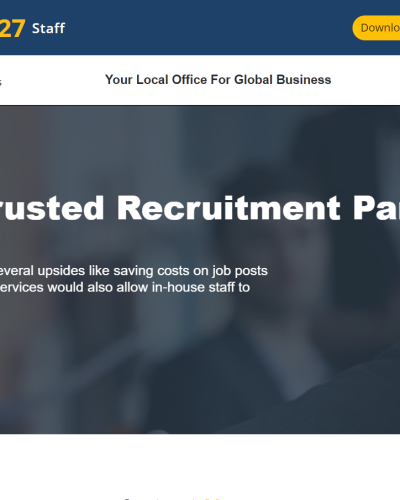 27 Staff
Your Local Office For Global Business
rusted Recruitment Pa
everal upsides like saving costs on job posts
ervices would also allow in-house staff to